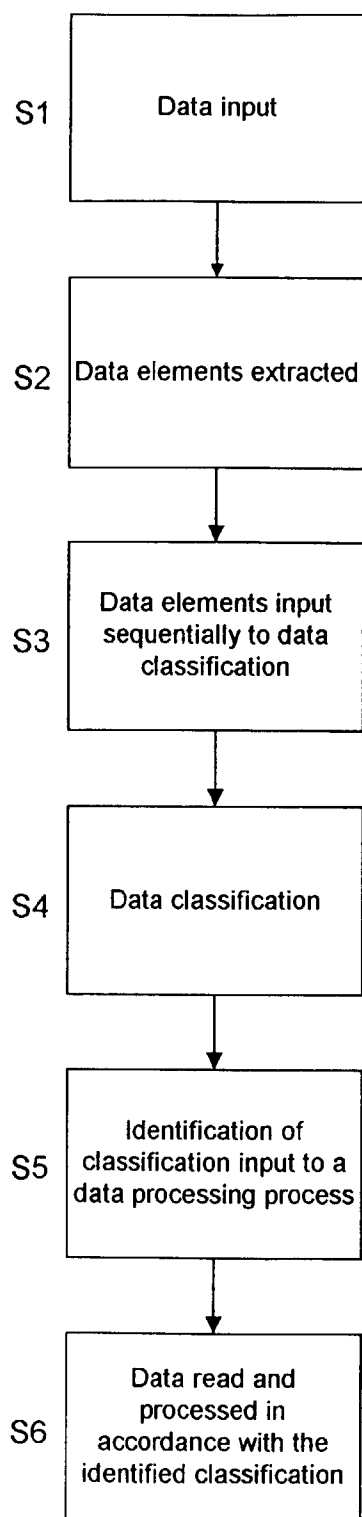 S1
Data input
S2
Data elements extracted
S3
Data elements input
sequentially to data
classification
S4
Data classification
S5
Identification of
classification input to a
data processing process
S6
Data read and
processed in
accordance with the
identified classification